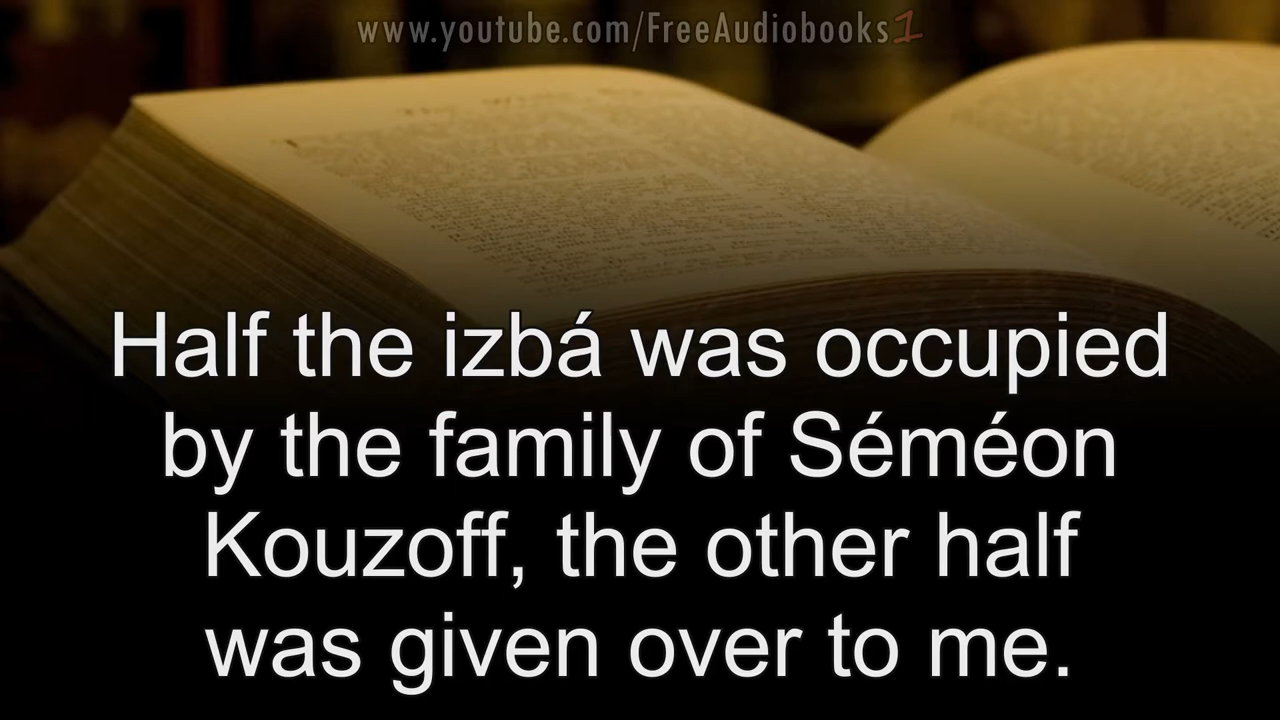 www.youtube.com/FreeAudiobooks1
Half the izbá was occupied
by the family of Séméon
Kouzoff, the other half
was given over to me.